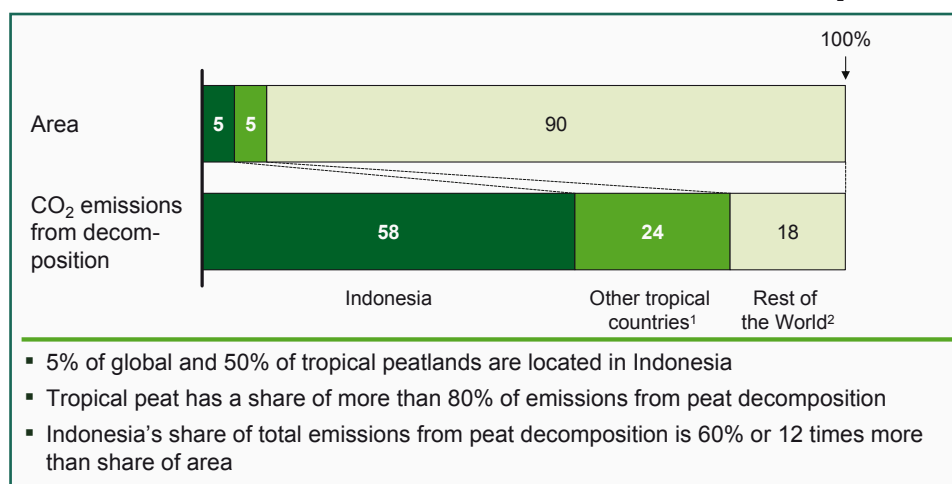 100%
Area
5 5 90
CO₂ emissions
from decom-
position
58 24 18
Indonesia
Other tropical
countries¹
Rest of
the World²
▪ 5% of global and 50% of tropical peatlands are located in Indonesia
▪ Tropical peat has a share of more than 80% of emissions from peat decomposition
▪ Indonesia’s share of total emissions from peat decomposition is 60% or 12 times more
than share of area